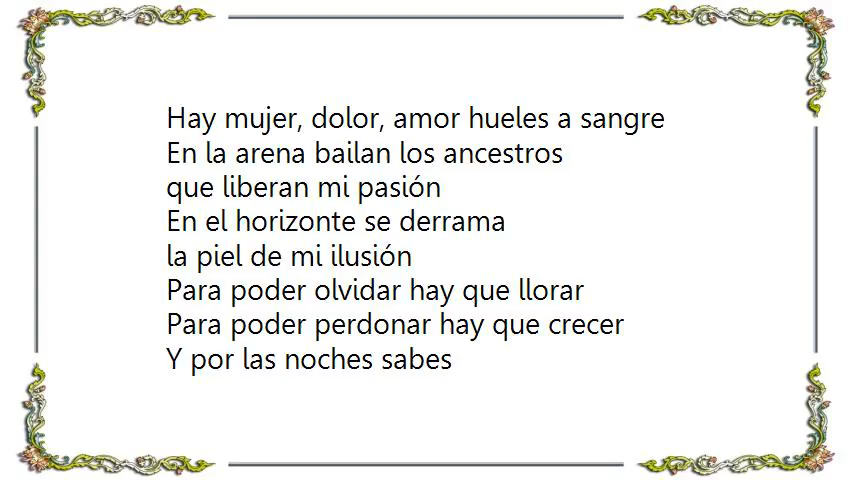 Hay mujer, dolor, amor hueles a sangre
En la arena bailan los ancestros
que liberan mi pasión
En el horizonte se derrama
la piel de mi ilusión
Para poder olvidar hay que llorar
Para poder perdonar hay que crecer
Y por las noches sabes